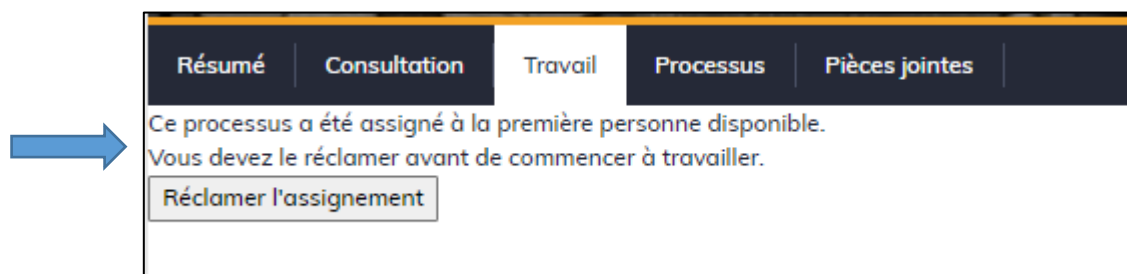 Résumé Consultation Travail Processus Pièces jointes
Ce processus a été assigné à la première personne disponible.
Vous devez le réclamer avant de commencer à travailler.
Réclamer l'assignement